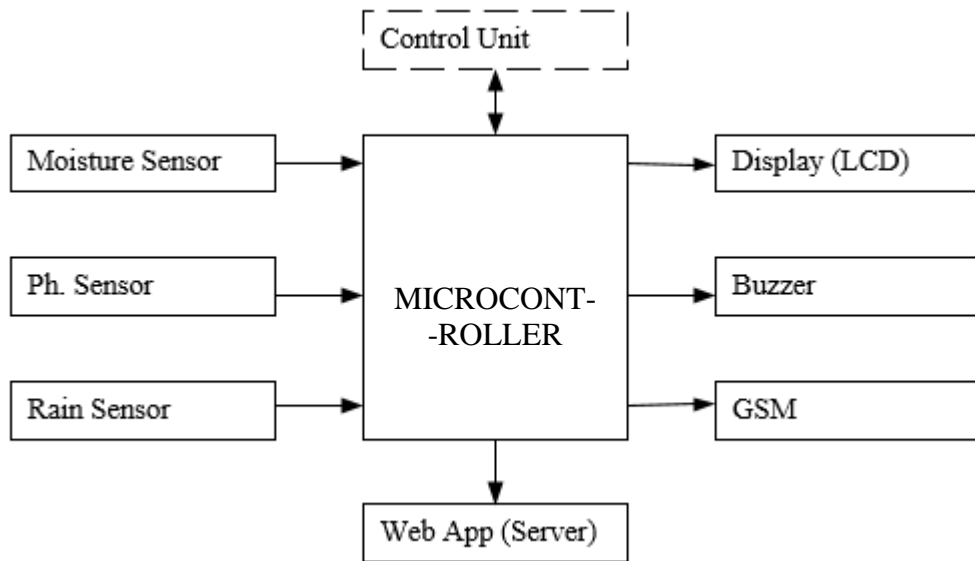 Control Unit
Moisture Sensor
Display (LCD)
Ph. Sensor
MICROCONT-
-ROLLER
Buzzer
Rain Sensor
GSM
Web App (Server)